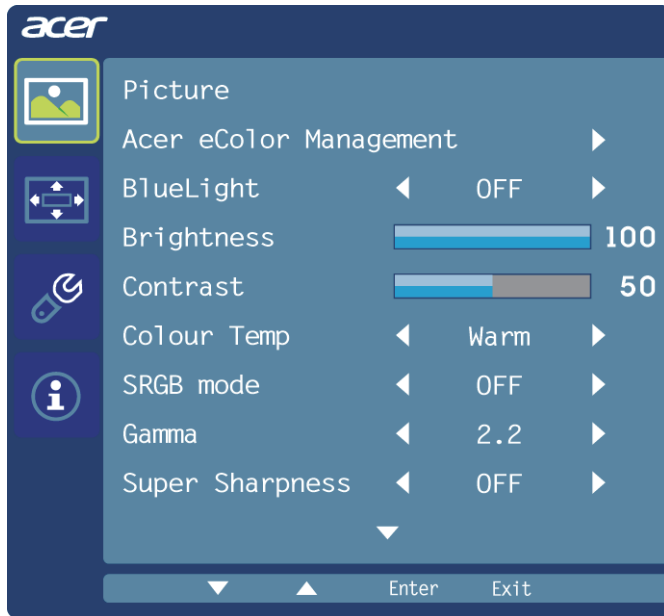 acer
Picture
Acer eColor Management
BlueLight OFF
Brightness 100
Contrast 50
Colour Temp Warm
SRGB mode OFF
Gamma 2.2
Super Sharpness OFF
Enter Exit